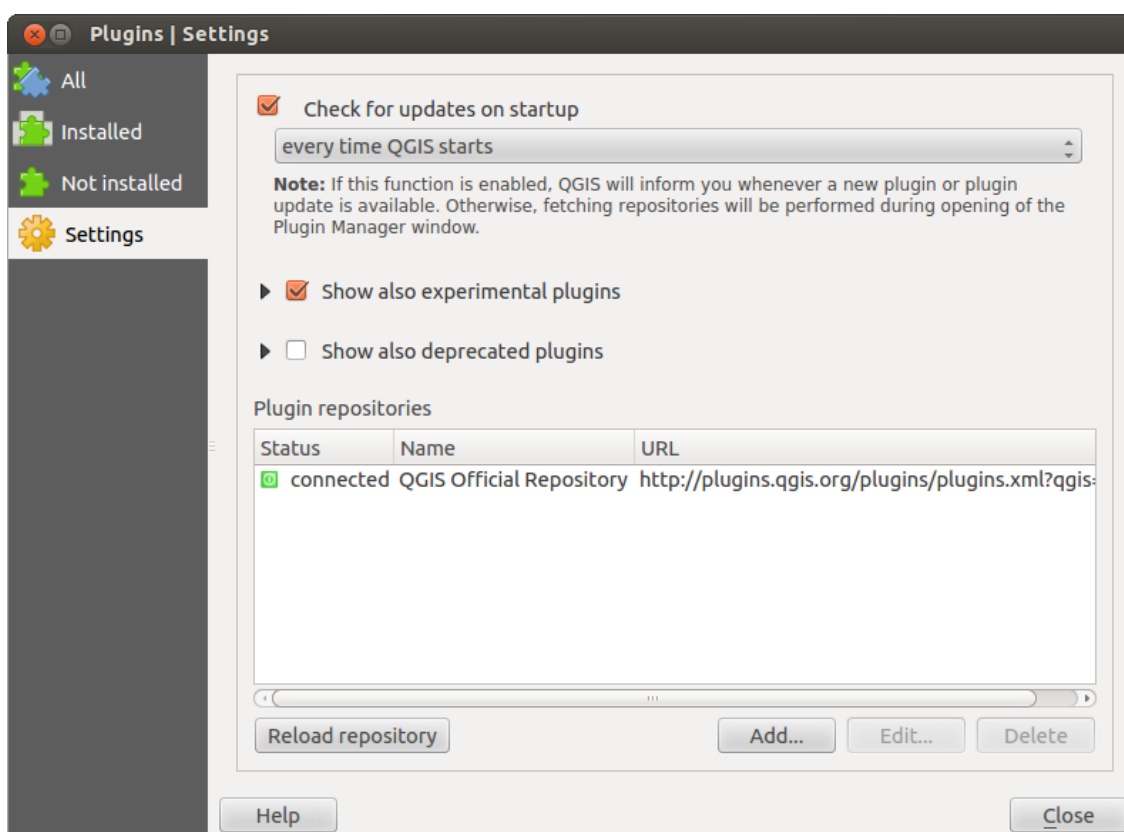 Plugins | Settings
All
Installed
Not installed
Settings
Check for updates on startup
every time QGIS starts
Note: If this function is enabled, QGIS will inform you whenever a new plugin or plugin
update is available. Otherwise, fetching repositories will be performed during opening of the
Plugin Manager window.
Show also experimental plugins
Show also deprecated plugins
Plugin repositories
Status Name URL
connected QGIS Official Repository http://plugins.qgis.org/plugins/plugins.xml?qgis=
Reload repository Add... Edit... Delete
Help Close